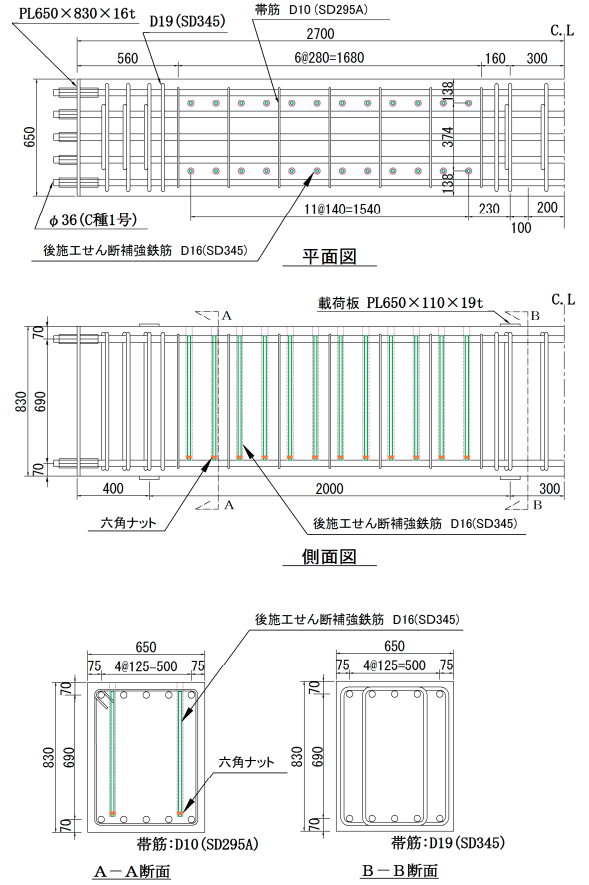 PL650×830×16t
D19(SD345)
帯筋 D10(SD295A)
C.L
2700
560
6@280=1680
160
300
650
138
374
138
11@140=1540
230
200
100
φ36(C種1号)
後施工せん断補強鉄筋 D16(SD345)
平面図
載荷板 PL650×110×19t
C.L
A
B
70
830
690
70
400
2000
300
A
B
六角ナット
後施工せん断補強鉄筋 D16(SD345)
側面図
後施工せん断補強鉄筋 D16(SD345)
650
75
4@125-500
75
650
75
4@125=500
75
70
830
690
70
70
830
690
70
六角ナット
帯筋:D10(SD295A)
帯筋:D19(SD345)
A-A断面
B-B断面